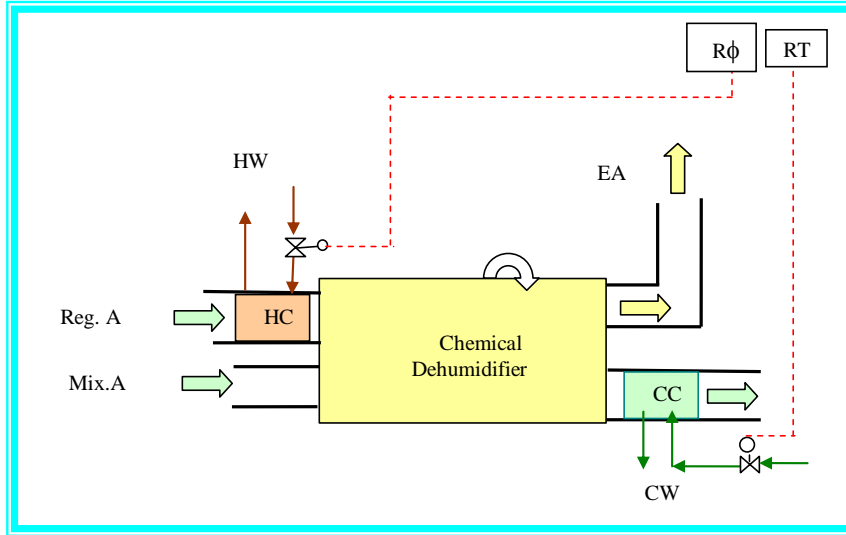 Rϕ RT
HW
EA
Reg. A
HC
Chemical
Dehumidifier
Mix.A
CC
CW